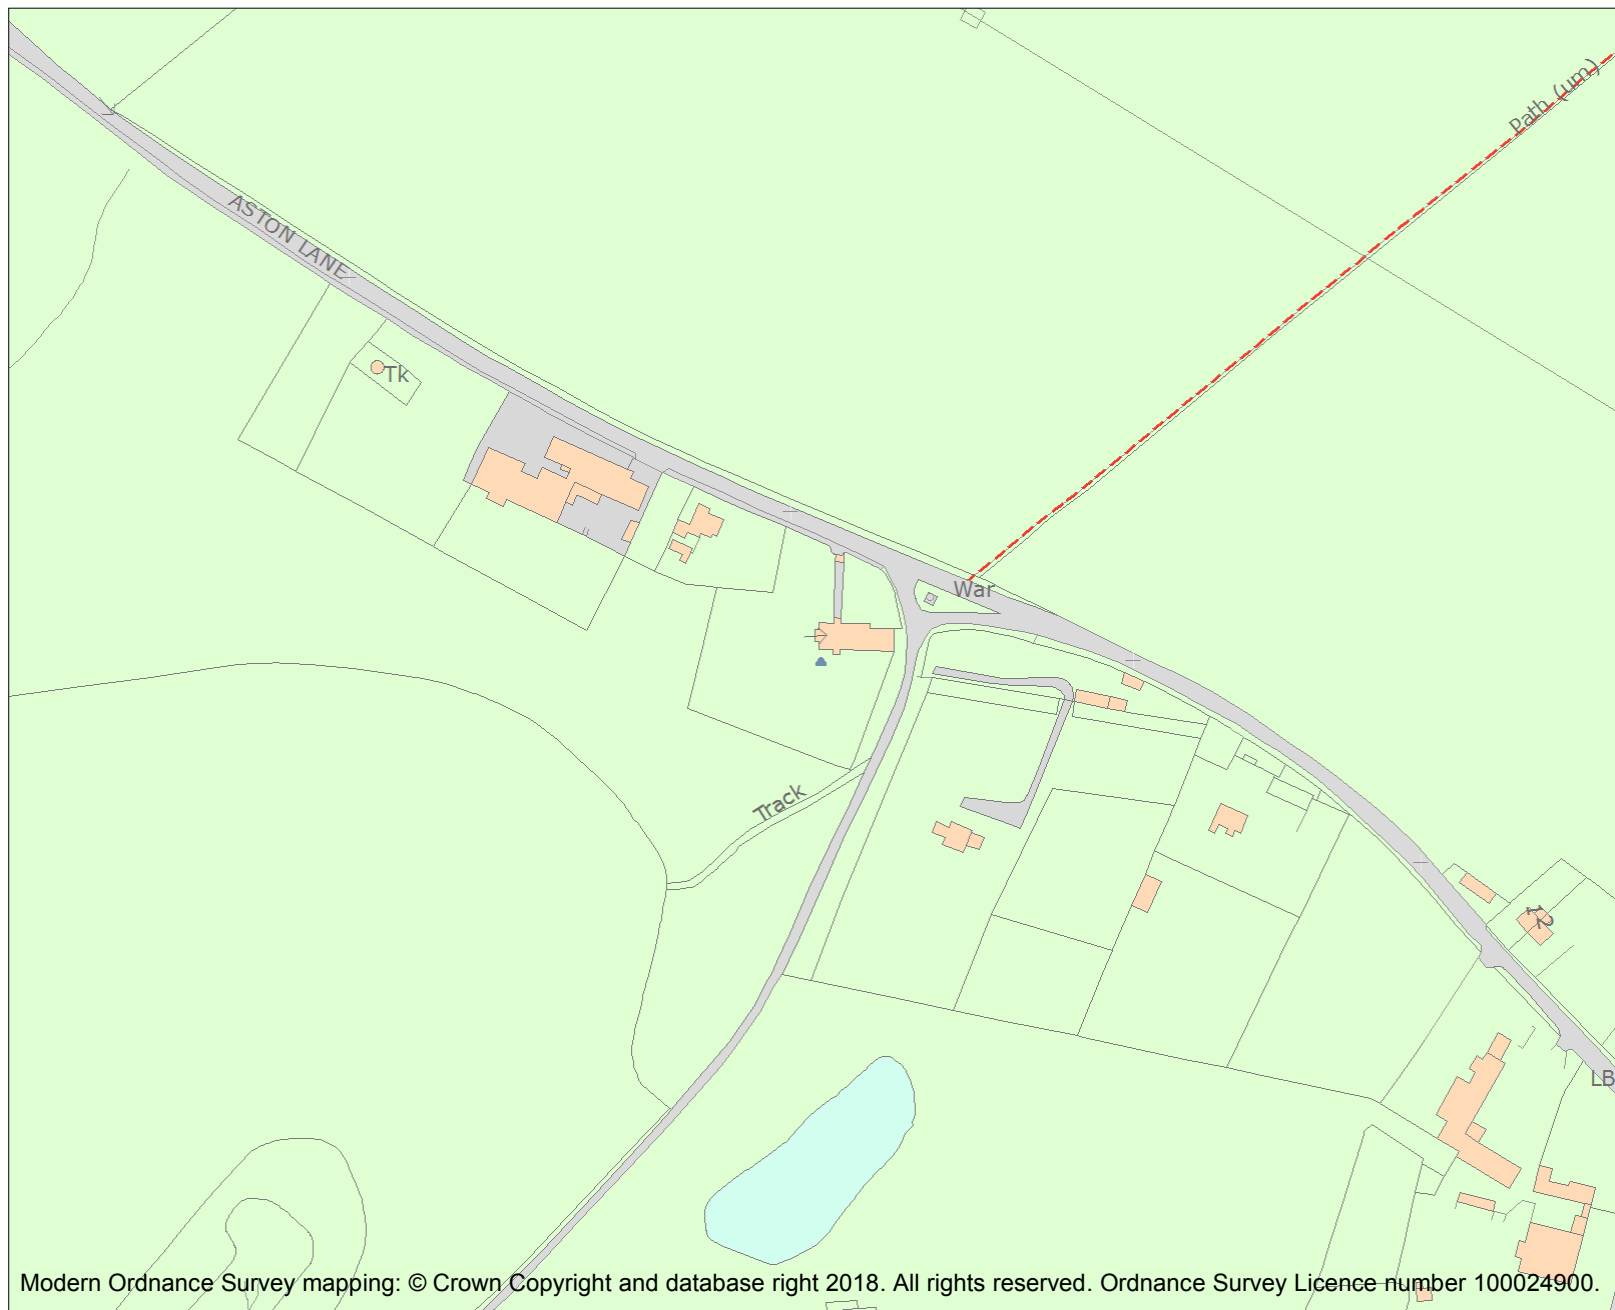 Path (um)
ASTON LANE
Tk
War
Track
12
LB
Modern Ordnance Survey mapping: © Crown Copyright and database right 2018. All rights reserved. Ordnance Survey Licence number 100024900.